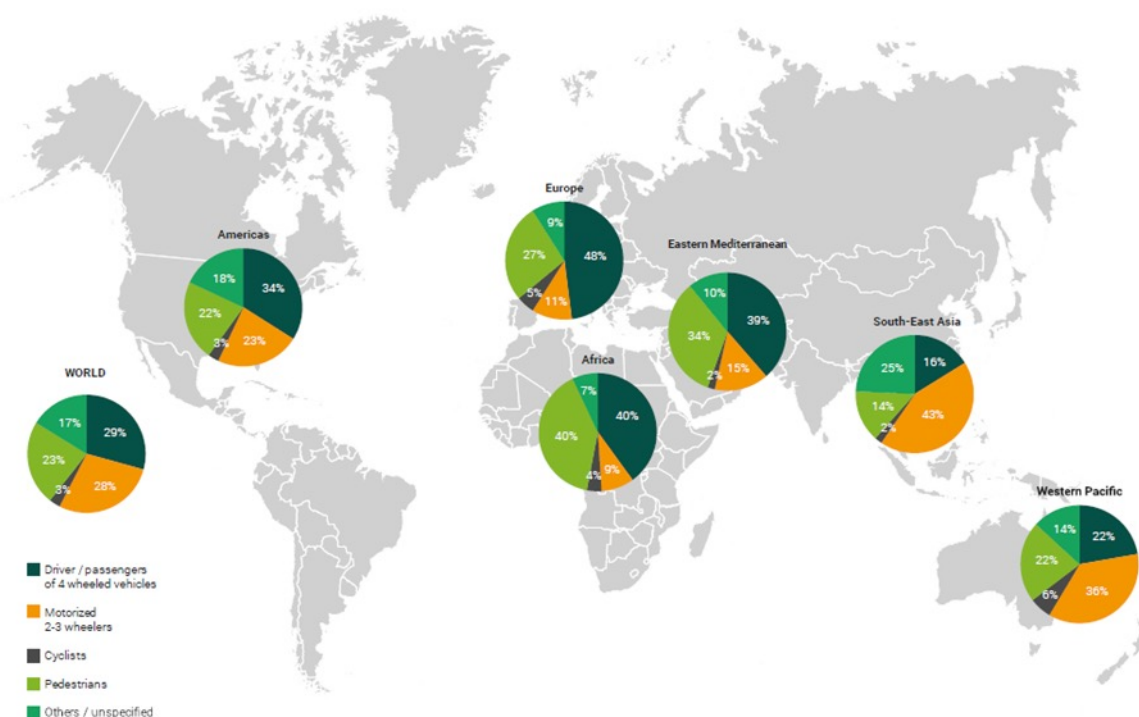 Europe
9%
48%
27%
5%
11%
Americas
18%
34%
22%
3%
23%
Eastern Mediterranean
10%
39%
34%
2%
15%
South-East Asia
25%
16%
14%
2%
43%
Africa
7%
40%
40%
4%
9%
WORLD
17%
29%
23%
3%
28%
Western Pacific
14%
22%
22%
6%
36%
Driver / passengers
of 4 wheeled vehicles
Motorized
2-3 wheelers
Cyclists
Pedestrians
Others / unspecified